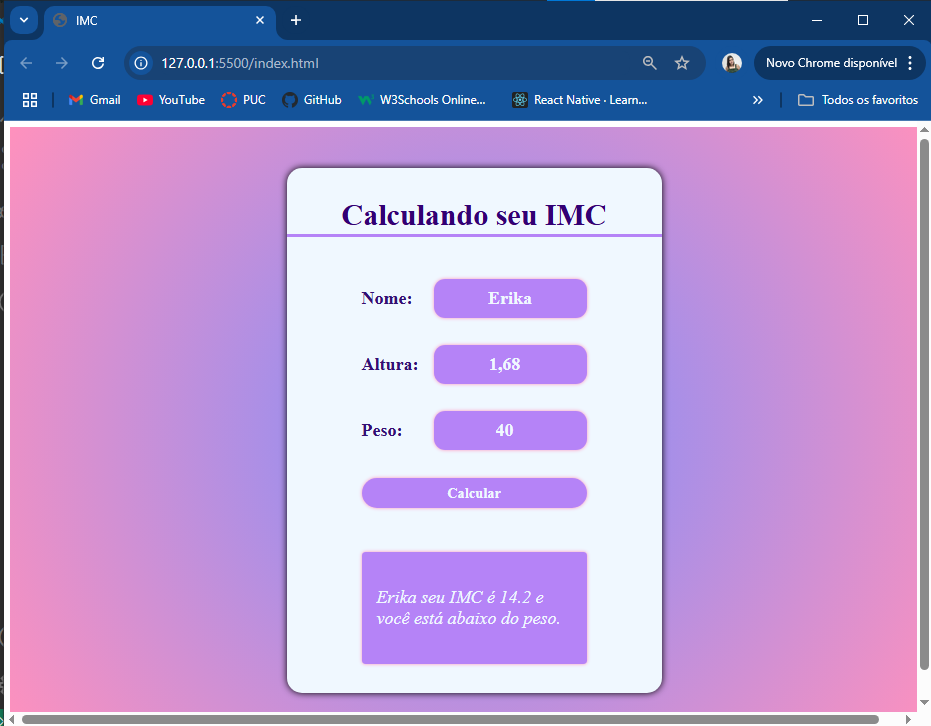 IMC
127.0.0.1:5500/index.html
Novo Chrome disponível
Gmail
YouTube
PUC
GitHub
W3Schools Online...
React Native · Learn...
Todos os favoritos
Calculando seu IMC
Nome: Erika
Altura: 1,68
Peso: 40
Calcular
Erika seu IMC é 14.2 e
você está abaixo do peso.